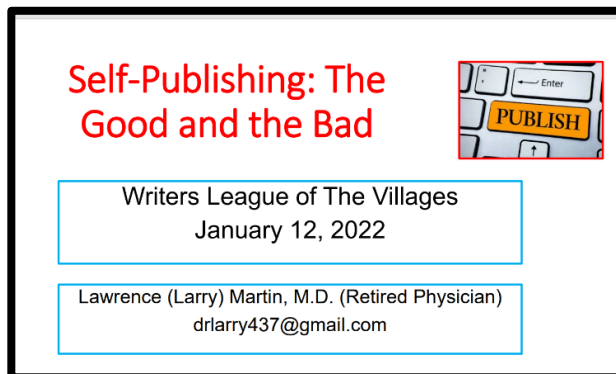 Self-Publishing: The
Good and the Bad
Enter
PUBLISH
Writers League of The Villages
January 12, 2022
Lawrence (Larry) Martin, M.D. (Retired Physician)
drlarry437@gmail.com